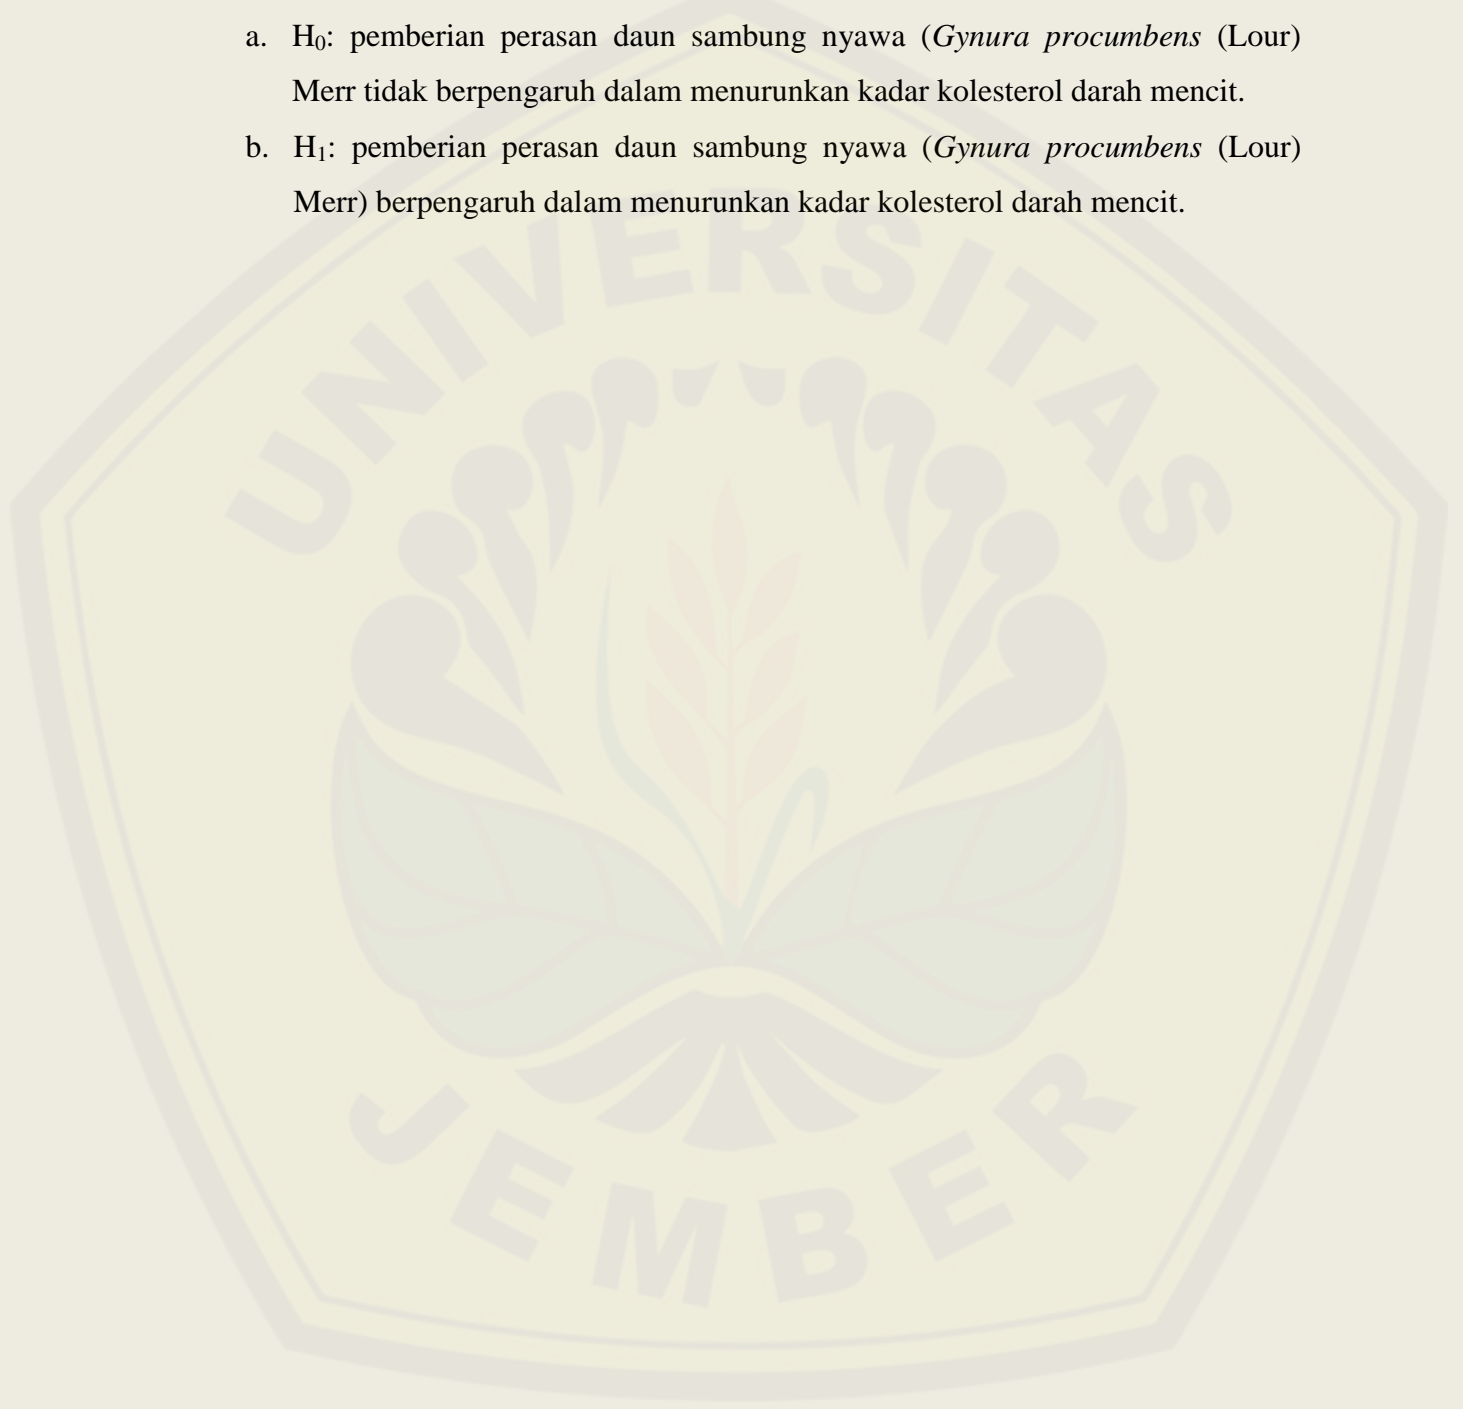 a. H₀: pemberian perasan daun sambung nyawa (Gynura procumbens (Lour)
Merr tidak berpengaruh dalam menurunkan kadar kolesterol darah mencit.
b. H₁: pemberian perasan daun sambung nyawa (Gynura procumbens (Lour)
Merr) berpengaruh dalam menurunkan kadar kolesterol darah mencit.
UNIVERSITAS
JEMBER